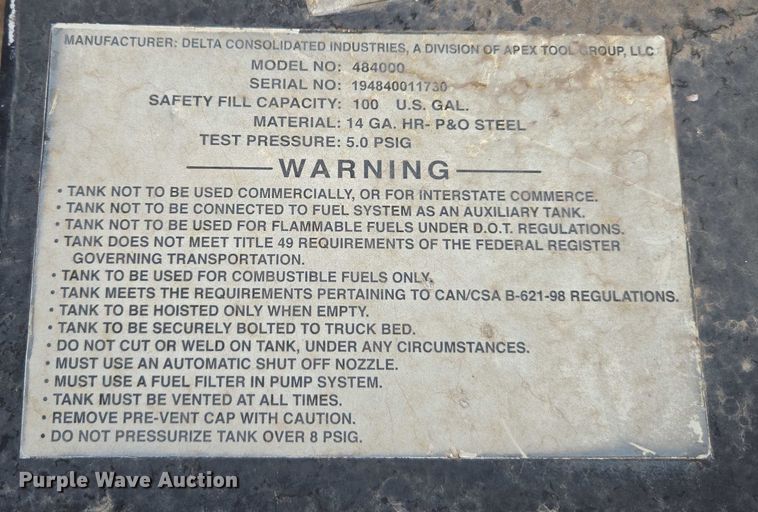 MANUFACTURER: DELTA CONSOLIDATED INDUSTRIES, A DIVISION OF APEX TOOL GROUP, LLC
MODEL NO: 484000
SERIAL NO: 194840011730
SAFETY FILL CAPACITY: 100 U.S. GAL.
MATERIAL: 14 GA. HR- P&O STEEL
TEST PRESSURE: 5.0 PSIG
WARNING
• TANK NOT TO BE USED COMMERCIALLY, OR FOR INTERSTATE COMMERCE.
• TANK NOT TO BE CONNECTED TO FUEL SYSTEM AS AN AUXILIARY TANK.
• TANK NOT TO BE USED FOR FLAMMABLE FUELS UNDER D.O.T. REGULATIONS.
• TANK DOES NOT MEET TITLE 49 REQUIREMENTS OF THE FEDERAL REGISTER
GOVERNING TRANSPORTATION.
• TANK TO BE USED FOR COMBUSTIBLE FUELS ONLY.
• TANK MEETS THE REQUIREMENTS PERTAINING TO CAN/CSA B-621-98 REGULATIONS.
• TANK TO BE HOISTED ONLY WHEN EMPTY.
• TANK TO BE SECURELY BOLTED TO TRUCK BED.
• DO NOT CUT OR WELD ON TANK, UNDER ANY CIRCUMSTANCES.
• MUST USE AN AUTOMATIC SHUT OFF NOZZLE.
• MUST USE A FUEL FILTER IN PUMP SYSTEM.
• TANK MUST BE VENTED AT ALL TIMES.
• REMOVE PRE-VENT CAP WITH CAUTION.
• DO NOT PRESSURIZE TANK OVER 8 PSIG.
Purple Wave Auction